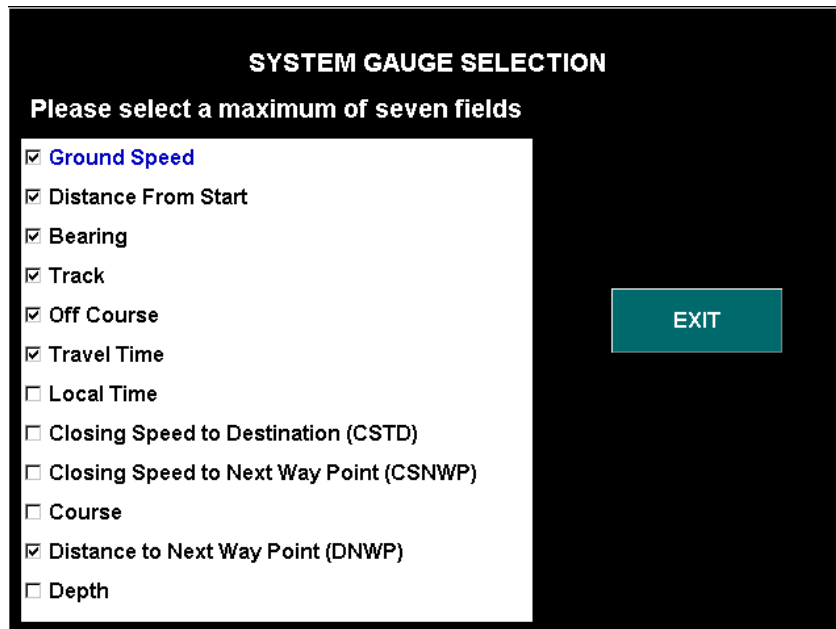 SYSTEM GAUGE SELECTION
Please select a maximum of seven fields
Ground Speed
Distance From Start
Bearing
Track
Off Course
EXIT
Travel Time
Local Time
Closing Speed to Destination (CSTD)
Closing Speed to Next Way Point (CSNWP)
Course
Distance to Next Way Point (DNWP)
Depth